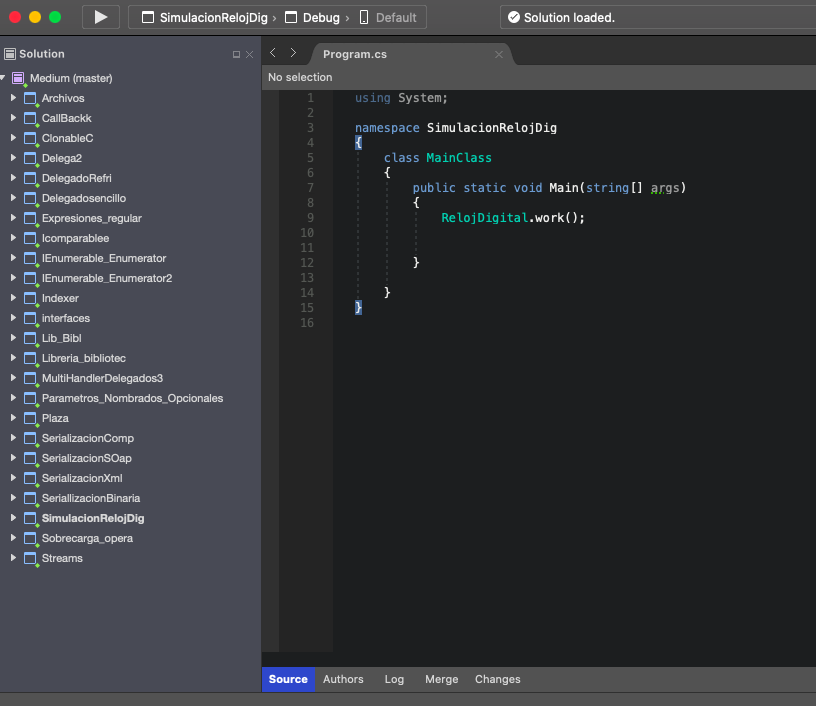 SimulacionRelojDig › Debug › Default
Solution loaded.
Solution
Program.cs
No selection
Medium (master)
Archivos
CallBackk
ClonableC
Delega2
DelegadoRefri
Delegadosencillo
Expresiones_regular
Icomparablee
IEnumerable_Enumerator
IEnumerable_Enumerator2
Indexer
interfaces
Lib_Bibl
Libreria_bibliotec
MultiHandlerDelegados3
Parametros_Nombrados_Opcionales
Plaza
SerializacionComp
SerializacionSOap
SerializacionXml
SeriallizacionBinaria
SimulacionRelojDig
Sobrecarga_opera
Streams
1 using System;
2
3 namespace SimulacionRelojDig
4 {
5 class MainClass
6 {
7 public static void Main(string[] args)
8 {
9 RelojDigital.work();
10
11
12 }
13
14 }
15 }
16
Source Authors Log Merge Changes